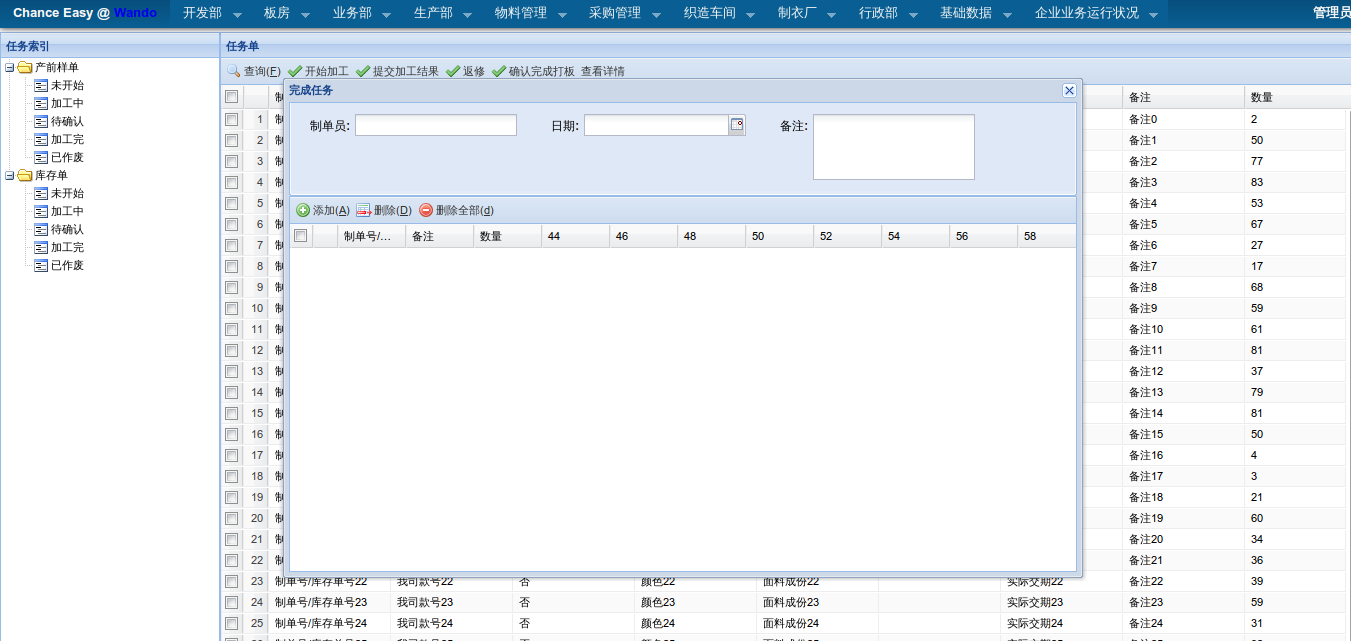 Chance Easy @ Wando 开发部 板房 业务部 生产部 物料管理 采购管理 织造车间 制衣厂 行政部 基础数据 企业业务运行状况 管理员
任务索引
产前样单
未开始
加工中
待确认
加工完
已作废
库存单
未开始
加工中
待确认
加工完
已作废
任务单
查询(F) 开始加工 提交加工结果 返修 确认完成打板 查看详情
完成任务
制单员: 日期: 备注:
添加(A) 删除(D) 删除全部(d)
制单号/... 备注 数量 44 46 48 50 52 54 56 58
备注 数量
1 备注0 2
2 备注1 50
3 备注2 77
4 备注3 83
5 备注4 53
6 备注5 67
7 备注6 27
8 备注7 17
9 备注8 68
10 备注9 59
11 备注10 61
12 备注11 81
13 备注12 37
14 备注13 79
15 备注14 81
16 备注15 50
17 备注16 4
18 备注17 3
19 备注18 21
20 备注19 60
21 备注20 34
22 备注21 36
23 制单号/库存单号22 我司款号22 否 颜色22 面料成份22 实际交期22 备注22 39
24 制单号/库存单号23 我司款号23 否 颜色23 面料成份23 实际交期23 备注23 59
25 制单号/库存单号24 我司款号24 否 颜色24 面料成份24 实际交期24 备注24 31